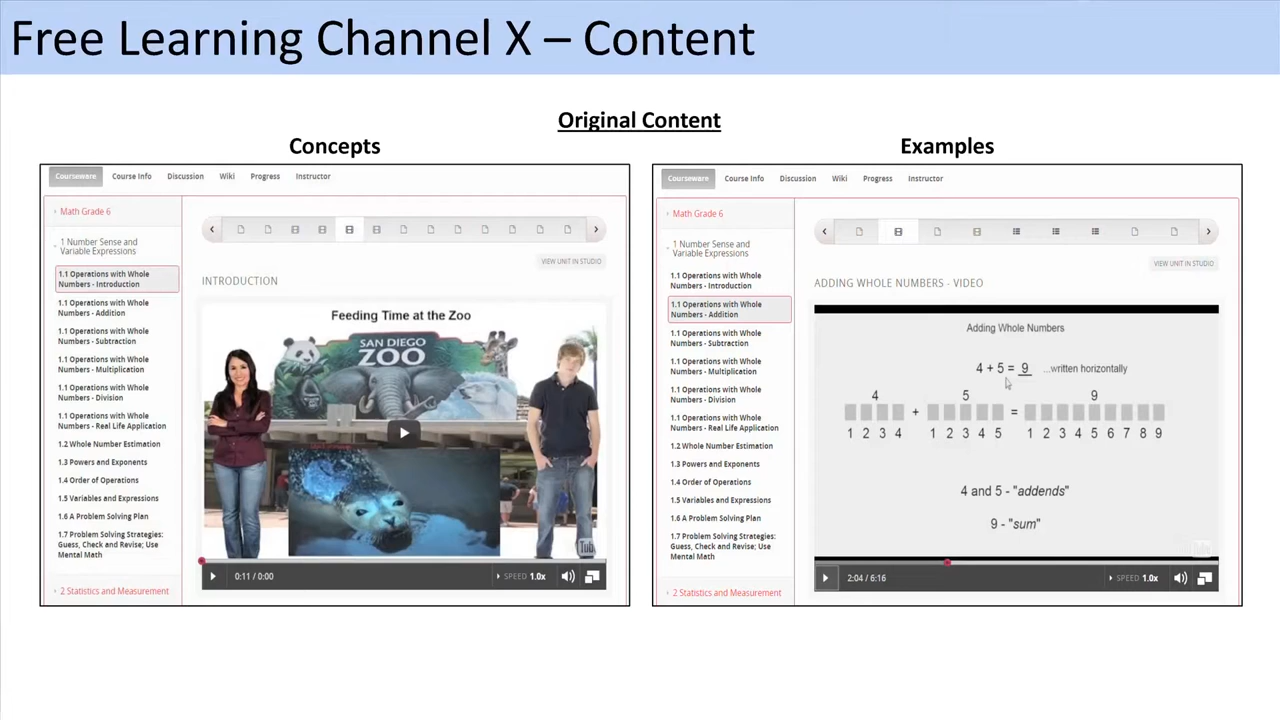 Free Learning Channel X – Content
Original Content
Concepts
Courseware Course Info Discussion Wiki Progress Instructor
Math Grade 6
1 Number Sense and
Variable Expressions
1.1 Operations with Whole
Numbers - Introduction
1.1 Operations with Whole
Numbers - Addition
1.1 Operations with Whole
Numbers - Subtraction
1.1 Operations with Whole
Numbers - Multiplication
1.1 Operations with Whole
Numbers - Division
1.1 Operations with Whole
Numbers - Real Life Application
1.2 Whole Number Estimation
1.3 Powers and Exponents
1.4 Order of Operations
1.5 Variables and Expressions
1.6 A Problem Solving Plan
1.7 Problem Solving Strategies:
Guess, Check and Revise; Use
Mental Math
2 Statistics and Measurement
VIEW UNIT IN STUDIO
INTRODUCTION
Feeding Time at the Zoo
SAN DIEGO
ZOO
Tube
0:11 / 0:00
SPEED 1.0x
Examples
Courseware Course Info Discussion Wiki Progress Instructor
Math Grade 6
1 Number Sense and
Variable Expressions
1.1 Operations with Whole
Numbers - Introduction
1.1 Operations with Whole
Numbers - Addition
1.1 Operations with Whole
Numbers - Subtraction
1.1 Operations with Whole
Numbers - Multiplication
1.1 Operations with Whole
Numbers - Division
1.1 Operations with Whole
Numbers - Real Life Application
1.2 Whole Number Estimation
1.3 Powers and Exponents
1.4 Order of Operations
1.5 Variables and Expressions
1.6 A Problem Solving Plan
1.7 Problem Solving Strategies:
Guess, Check and Revise; Use
Mental Math
2 Statistics and Measurement
VIEW UNIT IN STUDIO
ADDING WHOLE NUMBERS - VIDEO
Adding Whole Numbers
4 + 5 = 9 ...written horizontally
4 5 9
+ =
1 2 3 4 1 2 3 4 5 1 2 3 4 5 6 7 8 9
4 and 5 - "addends"
9 - "sum"
2:04 / 6:16
SPEED 1.0x